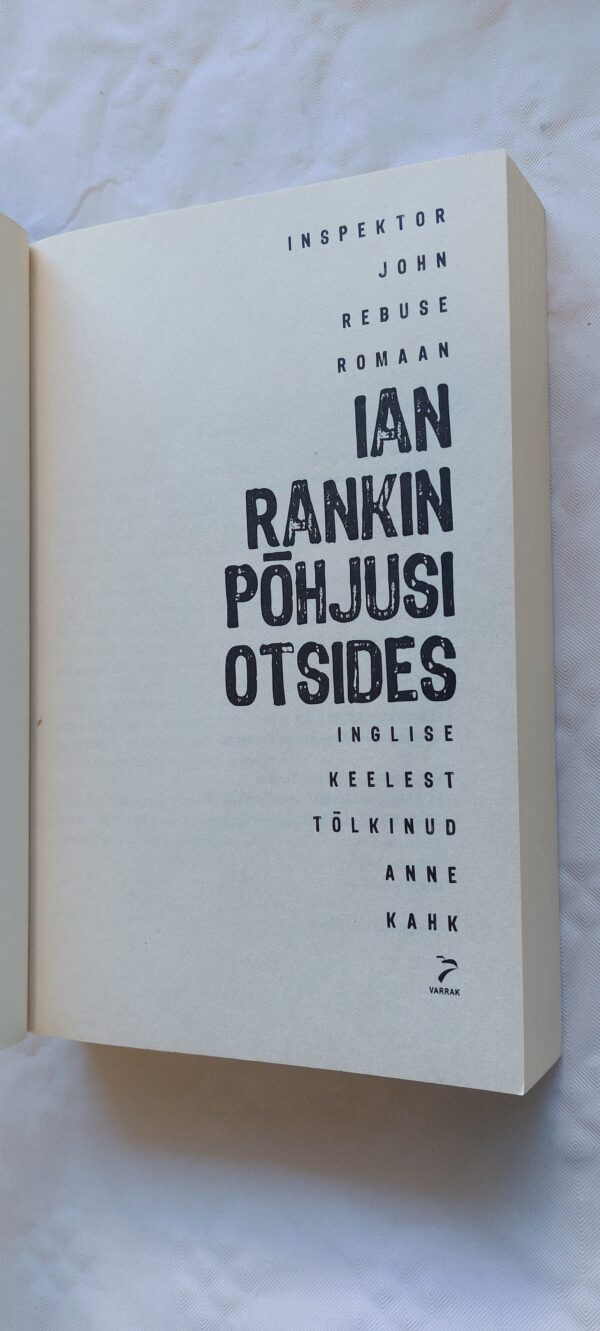 INSPEKTOR
JOHN
REBUSE
ROMAAN
IAN
RANKIN
PÕHJUSI
OTSIDES
INGLISE
KEELEST
TÕLKINUD
ANNE
KAHK
VARRAK